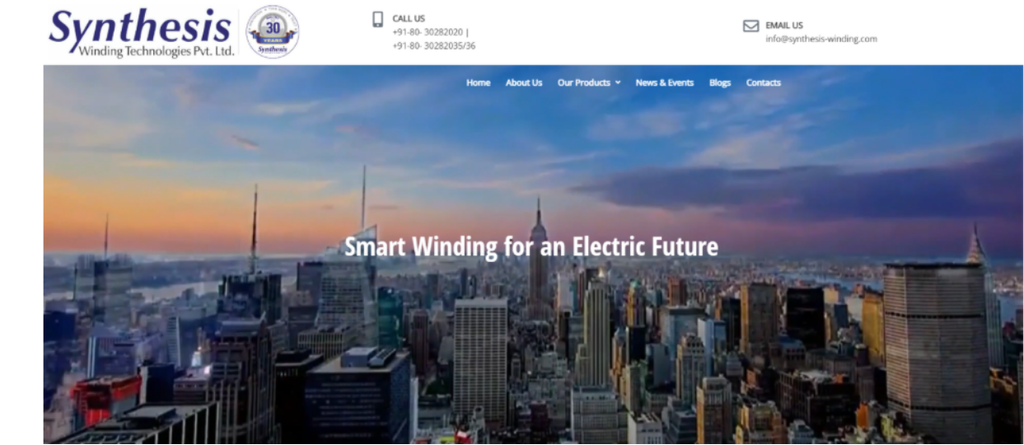 Synthesis
Winding Technologies Pvt. Ltd.
30
YEARS
Synthesis
CALL US
+91-80- 30282020 |
+91-80- 30282035/36
EMAIL US
info@synthesis-winding.com
Home About Us Our Products News & Events Blogs Contacts
Smart Winding for an Electric Future